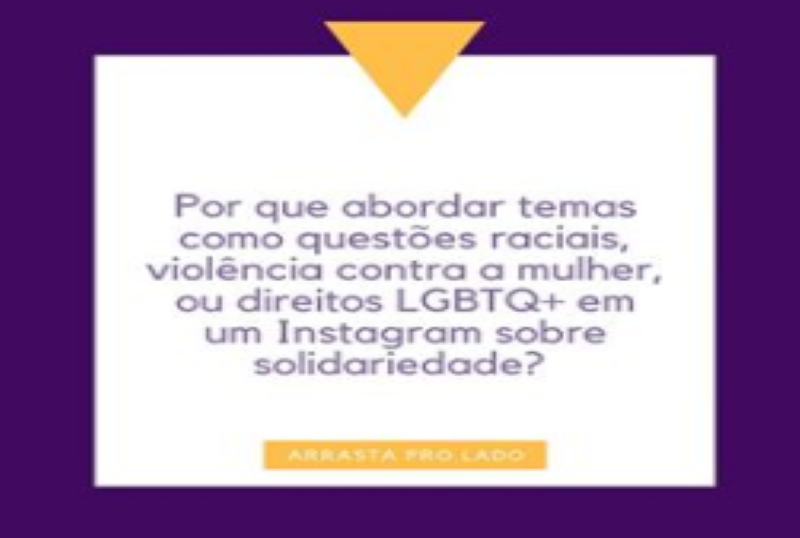 Por que abordar temas
como questões raciais,
violência contra a mulher,
ou direitos LGBTQ+ em
um Instagram sobre
solidariedade?
ARRASTA PRO LADO